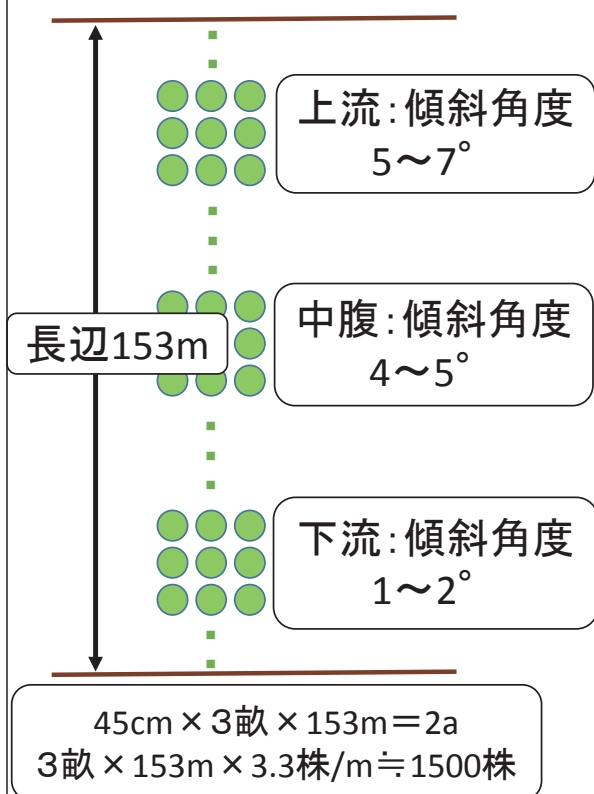 上流:傾斜角度
5～7°
長辺153m
中腹:傾斜角度
4～5°
下流:傾斜角度
1～2°
45cm×3畝×153m＝2a
3畝×153m×3.3株/m≒1500株